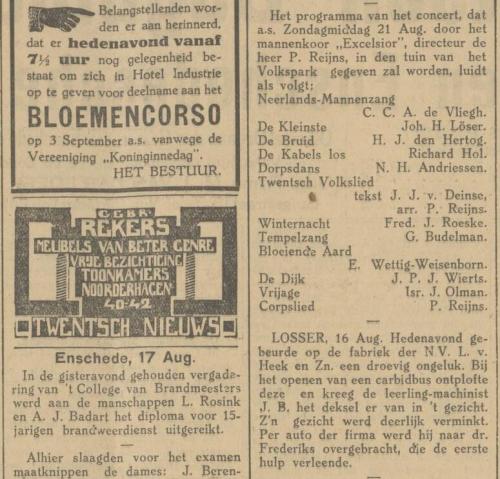 Belangstellenden wor-
den er aan herinnerd,
dat er hedenavond vanaf
7½ uur nog gelegenheid be-
staat om zich in Hotel Industrie
op te geven voor deelname aan het
BLOEMENCORSO
op 3 September a.s. vanwege de
Vereeniging „Koninginnedag".
HET BESTUUR.
GEBR.
REKERS
MEUBELS VAN BETER GENRE
VRIJE BEZICHTIGING
TOONKAMERS
NOORDERHAGEN
40-42
TWENTSCH NIEUWS
Enschede, 17 Aug.
In de gisteravond gehouden vergade-
ring van 't College van Brandmeesters
werd aan de manschappen L. Rosink
en A. J. Badart het diploma voor 15-
jarigen brandweerdienst uitgereikt.
Alhier slaagden voor het examen
maatknippen de dames: J. Beren-
Het programma van het concert, dat
a.s. Zondagmiddag 21 Aug. door het
mannenkoor „Excelsior", directeur de
heer P. Reijns, in den tuin van het
Volkspark gegeven zal worden, luidt
als volgt:
Neerlands-Mannenzang
C. C. A. de Vliegh.
De Kleinste Joh. H. Löser.
De Bruid H. J. den Hertog.
De Kabels los Richard Hol.
Dorpsdans N. H. Andriessen.
Twentsch Volkslied
tekst J. J. v. Deinse,
arr. P. Reijns.
Winternacht Fred. J. Roeske.
Tempelzang G. Budelman.
Bloeiende Aard
E. Wettig-Weisenborn.
De Dijk J. P. J. Wierts.
Vrijage Isr. J. Olman.
Corpslied P. Reijns.
LOSSER, 16 Aug. Hedenavond ge-
beurde op de fabriek der N.V. L. v.
Heek en Zn. een droevig ongeluk. Bij
het openen van een carbidbus ontplofte
deze en kreeg de leerling-machinist
J. B. het deksel er van in 't gezicht.
Z'n gezicht werd deerlijk verminkt.
Per auto der firma werd hij naar dr.
Frederiks overgebracht, die de eerste
hulp verleende.